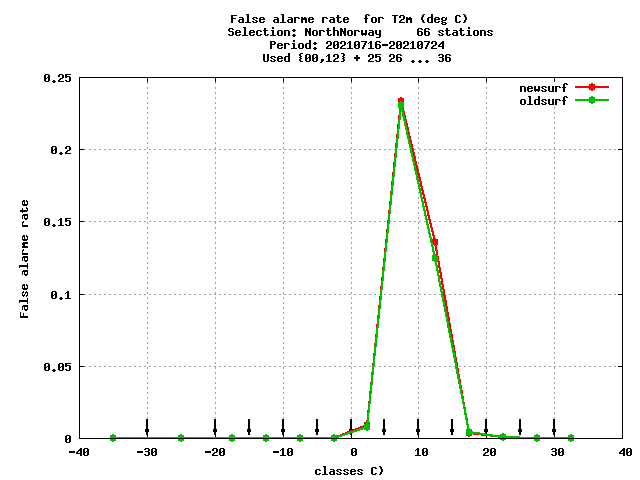 False alarme rate  for T2m (deg C)
Selection: NorthNorway     66 stations
Period: 20210716-20210724
Used {00,12} + 25 26 ... 36
newsurf
oldsurf
False alarme rate
0.25
0.2
0.15
0.1
0.05
0
-40 -30 -20 -10 0 10 20 30 40
classes C)